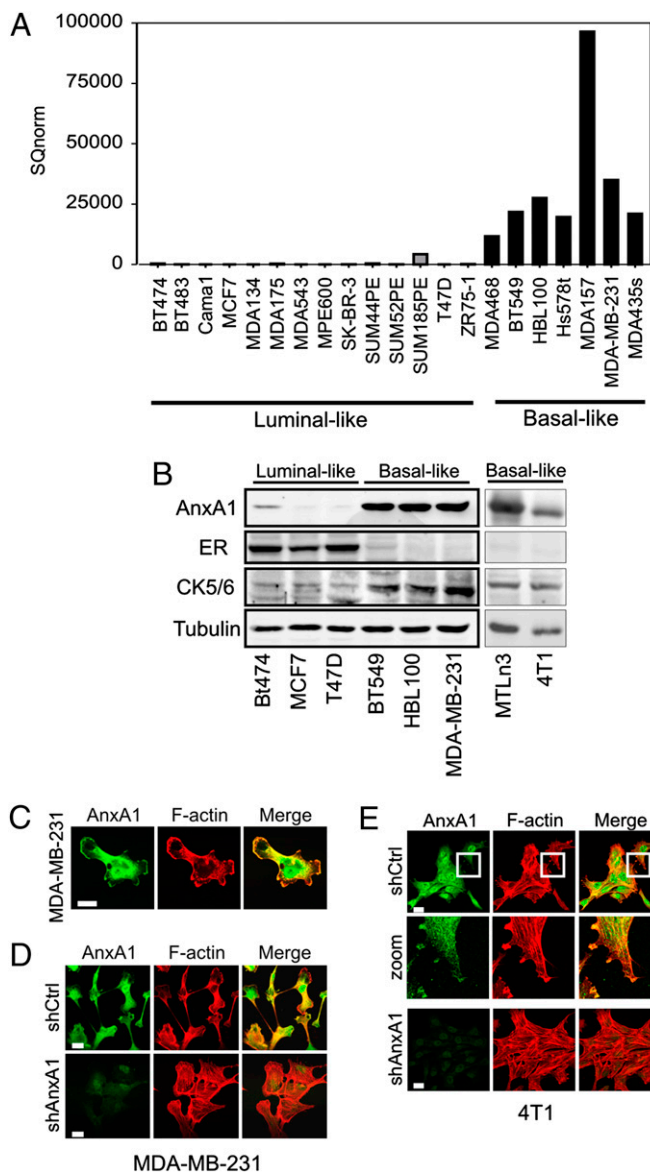 A
100000
75000
50000
25000
0
SQnorm
BT474
BT483
Cama1
MCF7
MDA134
MDA175
MDA543
MPE600
SK-BR-3
SUM44PE
SUM52PE
SUM185PE
T47D
ZR75-1
MDA468
BT549
HBL100
Hs578t
MDA157
MDA-MB-231
MDA435s
Luminal-like
Basal-like
B
Luminal-like Basal-like Basal-like
AnxA1
ER
CK5/6
Tubulin
Bt474
MCF7
T47D
BT549
HBL100
MDA-MB-231
MTLn3
4T1
C
AnxA1 F-actin Merge
MDA-MB-231
D
AnxA1 F-actin Merge
shCtrl
shAnxA1
MDA-MB-231
E
AnxA1 F-actin Merge
shCtrl
zoom
shAnxA1
4T1